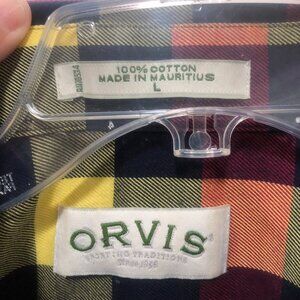 100% COTTON
MADE IN MAURITIUS
L
ORVIS
SPORTING TRADITIONS
Since 1856